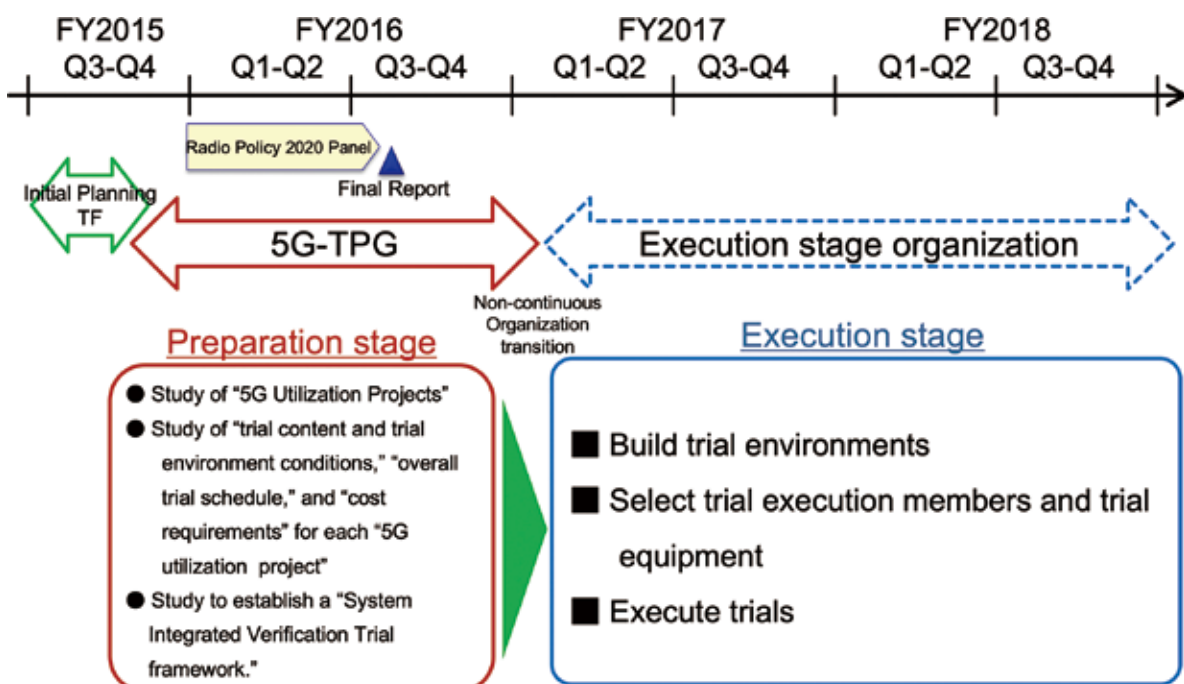 FY2015 FY2016 FY2017 FY2018
Q3-Q4 Q1-Q2 Q3-Q4 Q1-Q2 Q3-Q4 Q1-Q2 Q3-Q4
Radio Policy 2020 Panel
Final Report
Initial Planning
TF
5G-TPG
Execution stage organization
Non-continuous
Organization
transition
Preparation stage
● Study of “5G Utilization Projects”
● Study of “trial content and trial
environment conditions,” “overall
trial schedule,” and “cost
requirements” for each “5G
utilization project”
● Study to establish a “System
Integrated Verification Trial
framework.”
Execution stage
■ Build trial environments
■ Select trial execution members and trial
equipment
■ Execute trials